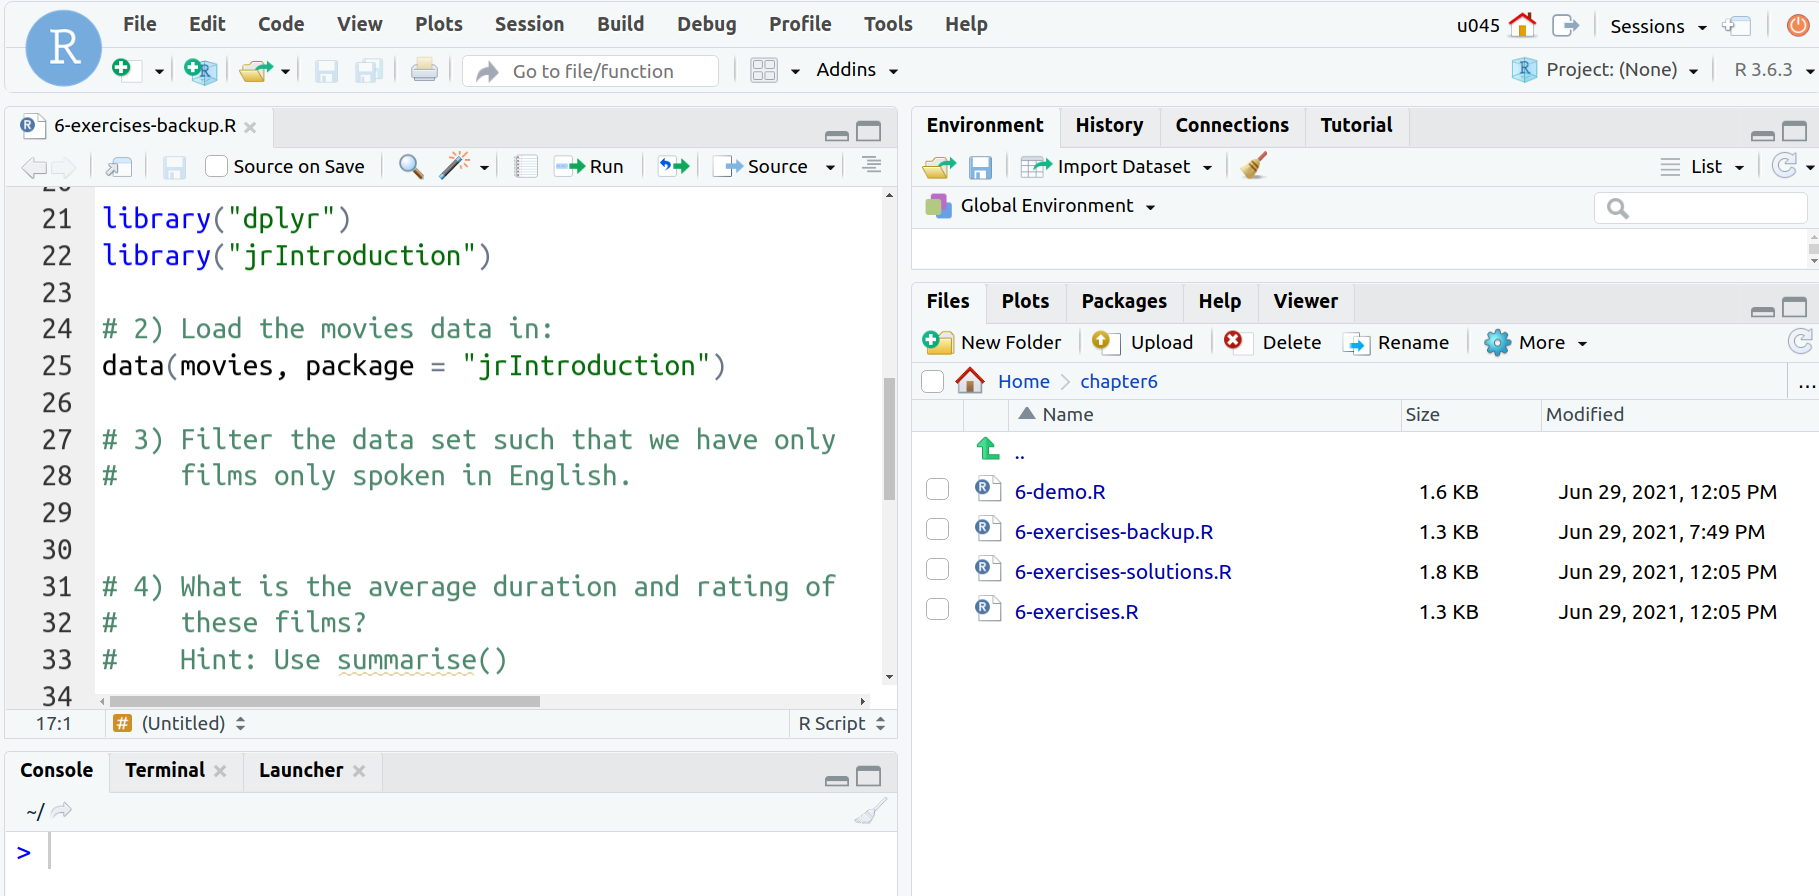 File Edit Code View Plots Session Build Debug Profile Tools Help
u045 Sessions
R
R Go to file/function Addins
R Project: (None) R 3.6.3
R 6-exercises-backup.R
Source on Save Run Source
21 library("dplyr")
22 library("jrIntroduction")
23
24 # 2) Load the movies data in:
25 data(movies, package = "jrIntroduction")
26
27 # 3) Filter the data set such that we have only
28 #    films only spoken in English.
29
30
31 # 4) What is the average duration and rating of
32 #    these films?
33 #    Hint: Use summarise()
34
17:1 # (Untitled) R Script
Console Terminal Launcher
~/
>
Environment History Connections Tutorial
Import Dataset List
Global Environment
Files Plots Packages Help Viewer
New Folder Upload Delete Rename More
Home chapter6 ...
Name Size Modified
..
R 6-demo.R 1.6 KB Jun 29, 2021, 12:05 PM
R 6-exercises-backup.R 1.3 KB Jun 29, 2021, 7:49 PM
R 6-exercises-solutions.R 1.8 KB Jun 29, 2021, 12:05 PM
R 6-exercises.R 1.3 KB Jun 29, 2021, 12:05 PM